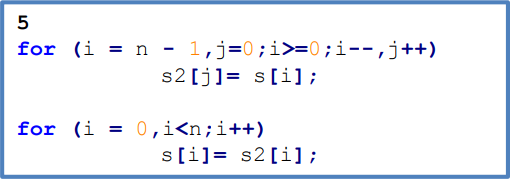 5
for (i = n - 1,j=0;i>=0;i--,j++)
s2[j]= s[i];
for (i = 0,i<n;i++)
s[i]= s2[i];